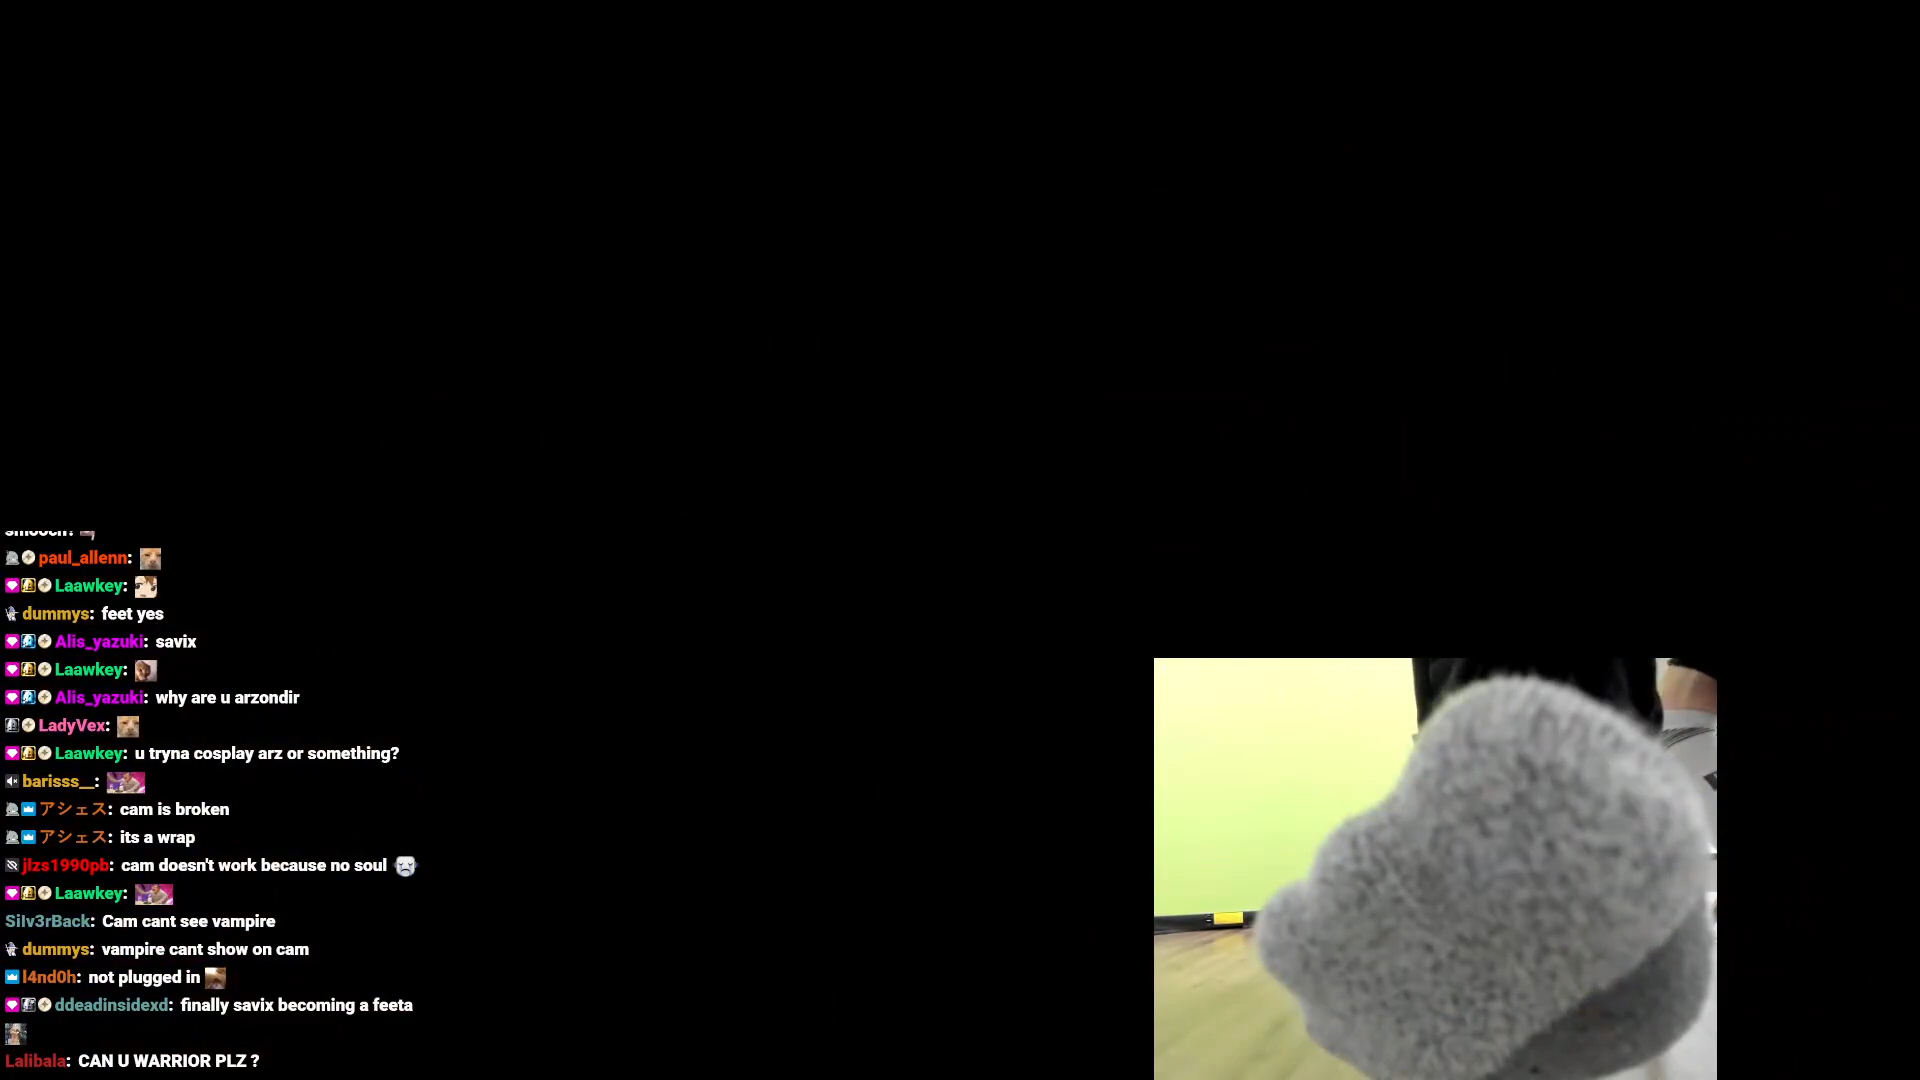 smooch?
paul_allenn:
Laawkey:
dummys: feet yes
Alis_yazuki: savix
Laawkey:
Alis_yazuki: why are u arzondir
LadyVex:
Laawkey: u tryna cosplay arz or something?
barisss__:
アシェス: cam is broken
アシェス: its a wrap
jlzs1990pb: cam doesn't work because no soul
Laawkey:
Silv3rBack: Cam cant see vampire
dummys: vampire cant show on cam
l4nd0h: not plugged in
ddeadinsidexd: finally savix becoming a feeta
Lalibala: CAN U WARRIOR PLZ ?